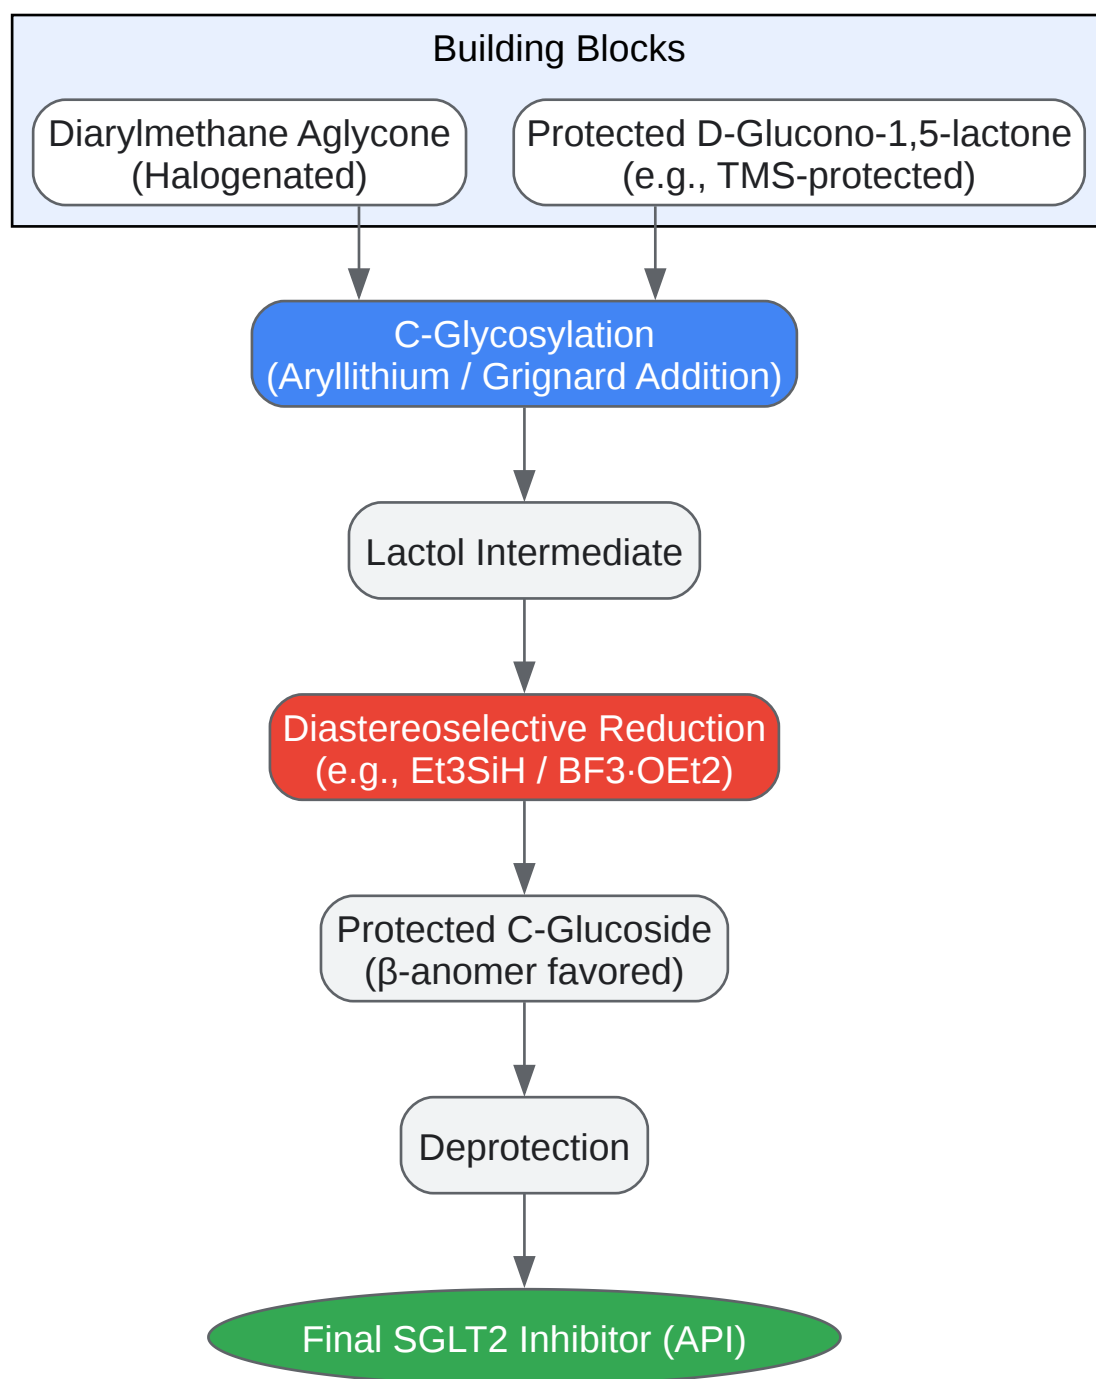 Building Blocks
Diarylmethane Aglycone
(Halogenated)
Protected D-Glucono-1,5-lactone
(e.g., TMS-protected)
C-Glycosylation
(Aryllithium / Grignard Addition)
Lactol Intermediate
Diastereoselective Reduction
(e.g., Et3SiH / BF3·OEt2)
Protected C-Glucoside
(β-anomer favored)
Deprotection
Final SGLT2 Inhibitor (API)